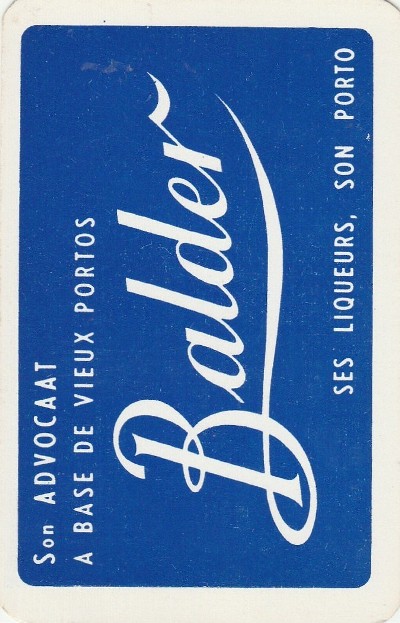 Son ADVOCAAT
A BASE DE VIEUX PORTOS
Balder
SES LIQUEURS, SON PORTO